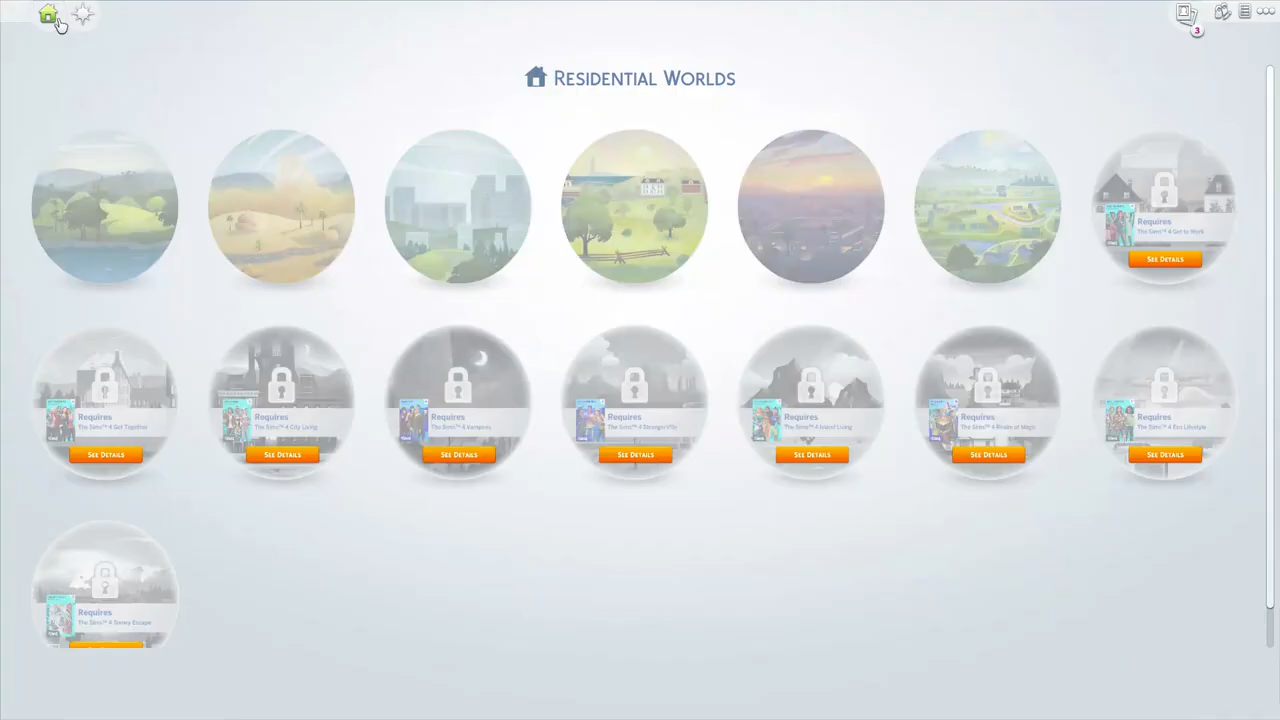 3
RESIDENTIAL WORLDS
Requires
The Sims™ 4 Get to Work
SEE DETAILS
Requires
The Sims™ 4 Get Together
SEE DETAILS
Requires
The Sims™ 4 City Living
SEE DETAILS
Requires
The Sims™ 4 Vampires
SEE DETAILS
Requires
The Sims™ 4 StrangerVille
SEE DETAILS
Requires
The Sims™ 4 Island Living
SEE DETAILS
Requires
The Sims™ 4 Realm of Magic
SEE DETAILS
Requires
The Sims™ 4 Eco Lifestyle
SEE DETAILS
Requires
The Sims™ 4 Snowy Escape